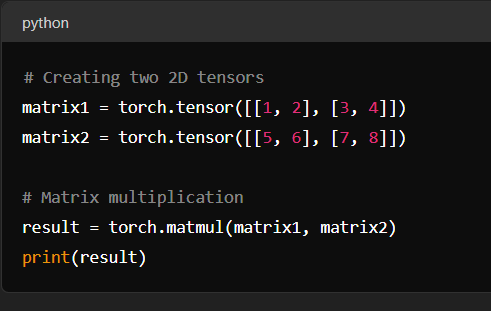 python
# Creating two 2D tensors
matrix1 = torch.tensor([[1, 2], [3, 4]])
matrix2 = torch.tensor([[5, 6], [7, 8]])
# Matrix multiplication
result = torch.matmul(matrix1, matrix2)
print(result)